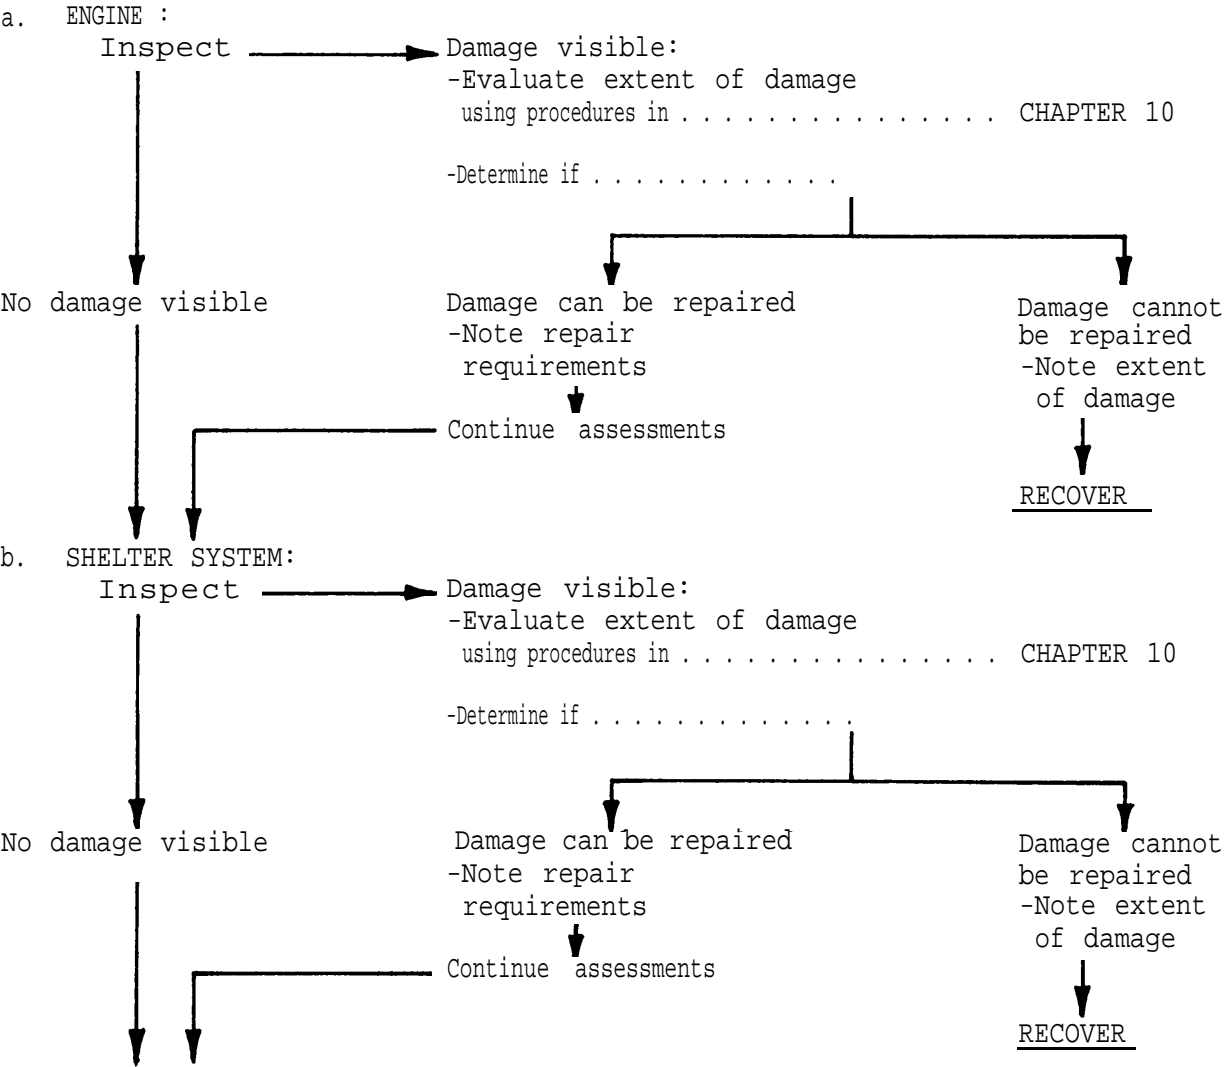 a. ENGINE :
Inspect Damage visible:
-Evaluate extent of damage
using procedures in . . . . . . . . . . . . . . . CHAPTER 10
-Determine if . . . . . . . . . . . .
No damage visible Damage can be repaired Damage cannot
-Note repair be repaired
requirements -Note extent
of damage
Continue assessments
RECOVER
b. SHELTER SYSTEM:
Inspect Damage visible:
-Evaluate extent of damage
using procedures in . . . . . . . . . . . . . . . CHAPTER 10
-Determine if . . . . . . . . . . . . .
No damage visible Damage can be repaired Damage cannot
-Note repair be repaired
requirements -Note extent
of damage
Continue assessments
RECOVER